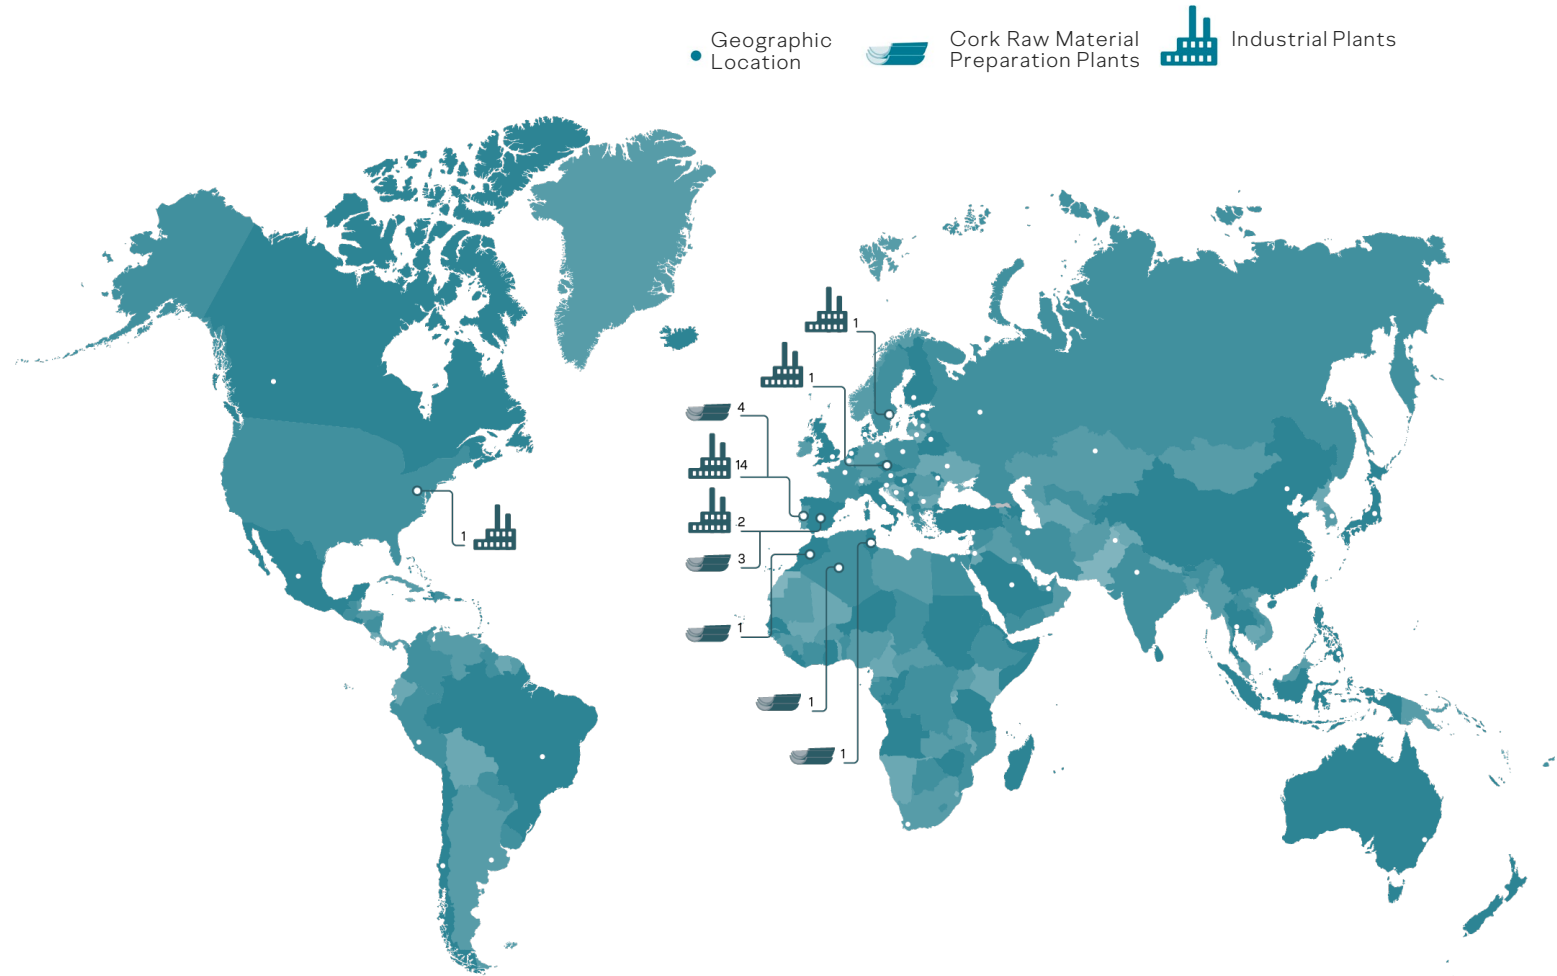 Geographic
Location
Cork Raw Material
Preparation Plants
Industrial Plants
1
1
4
14
2
3
1
1
1
1